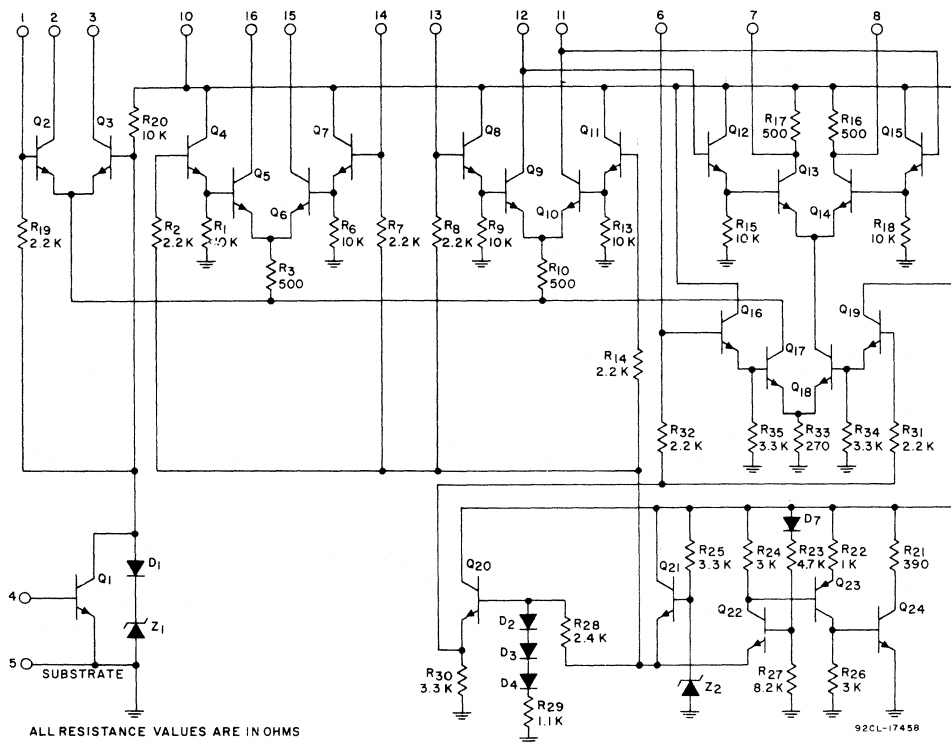 1 2 3 10 16 15 14 13 12 11 6 7 8
Q2 Q3 R20 10 K Q4 Q7 Q8 Q11 Q12 R17 500 R16 500 Q15
Q5 Q6 Q9 Q10 Q13 Q14
R19 2.2 K R2 2.2 K R1 10 K R6 10 K R7 2.2 K R8 2.2 K R9 10 K R13 10 K R15 10 K R18 10 K
R3 500 R10 500
Q16 Q19
Q17 Q18
R14 2.2 K
R32 2.2 K R35 3.3 K R33 270 R34 3.3 K R31 2.2 K
D7
Q20 Q21 R25 3.3 K R24 3 K R23 4.7 K R22 1 K R21 390
D1 Q1 Q23
4 Q22 Q24
D2 R28 2.4 K
Z1 D3
5 SUBSTRATE
R30 3.3 K D4 Z2 R27 8.2 K R26 3 K
R29 1.1 K
ALL RESISTANCE VALUES ARE IN OHMS
92CL-17458